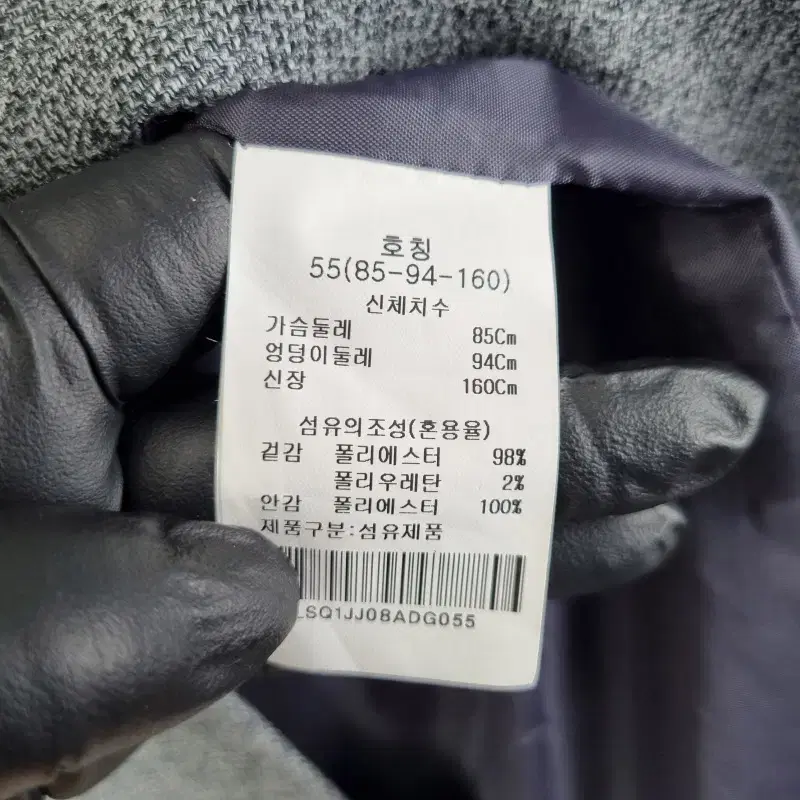 호칭
55(85-94-160)
신체치수
가슴둘레 85Cm
엉덩이둘레 94Cm
신장 160Cm
섬유의조성(혼용율)
겉감 폴리에스터 98%
폴리우레탄 2%
안감 폴리에스터 100%
제품구분:섬유제품
LSQ1JJ08ADG055